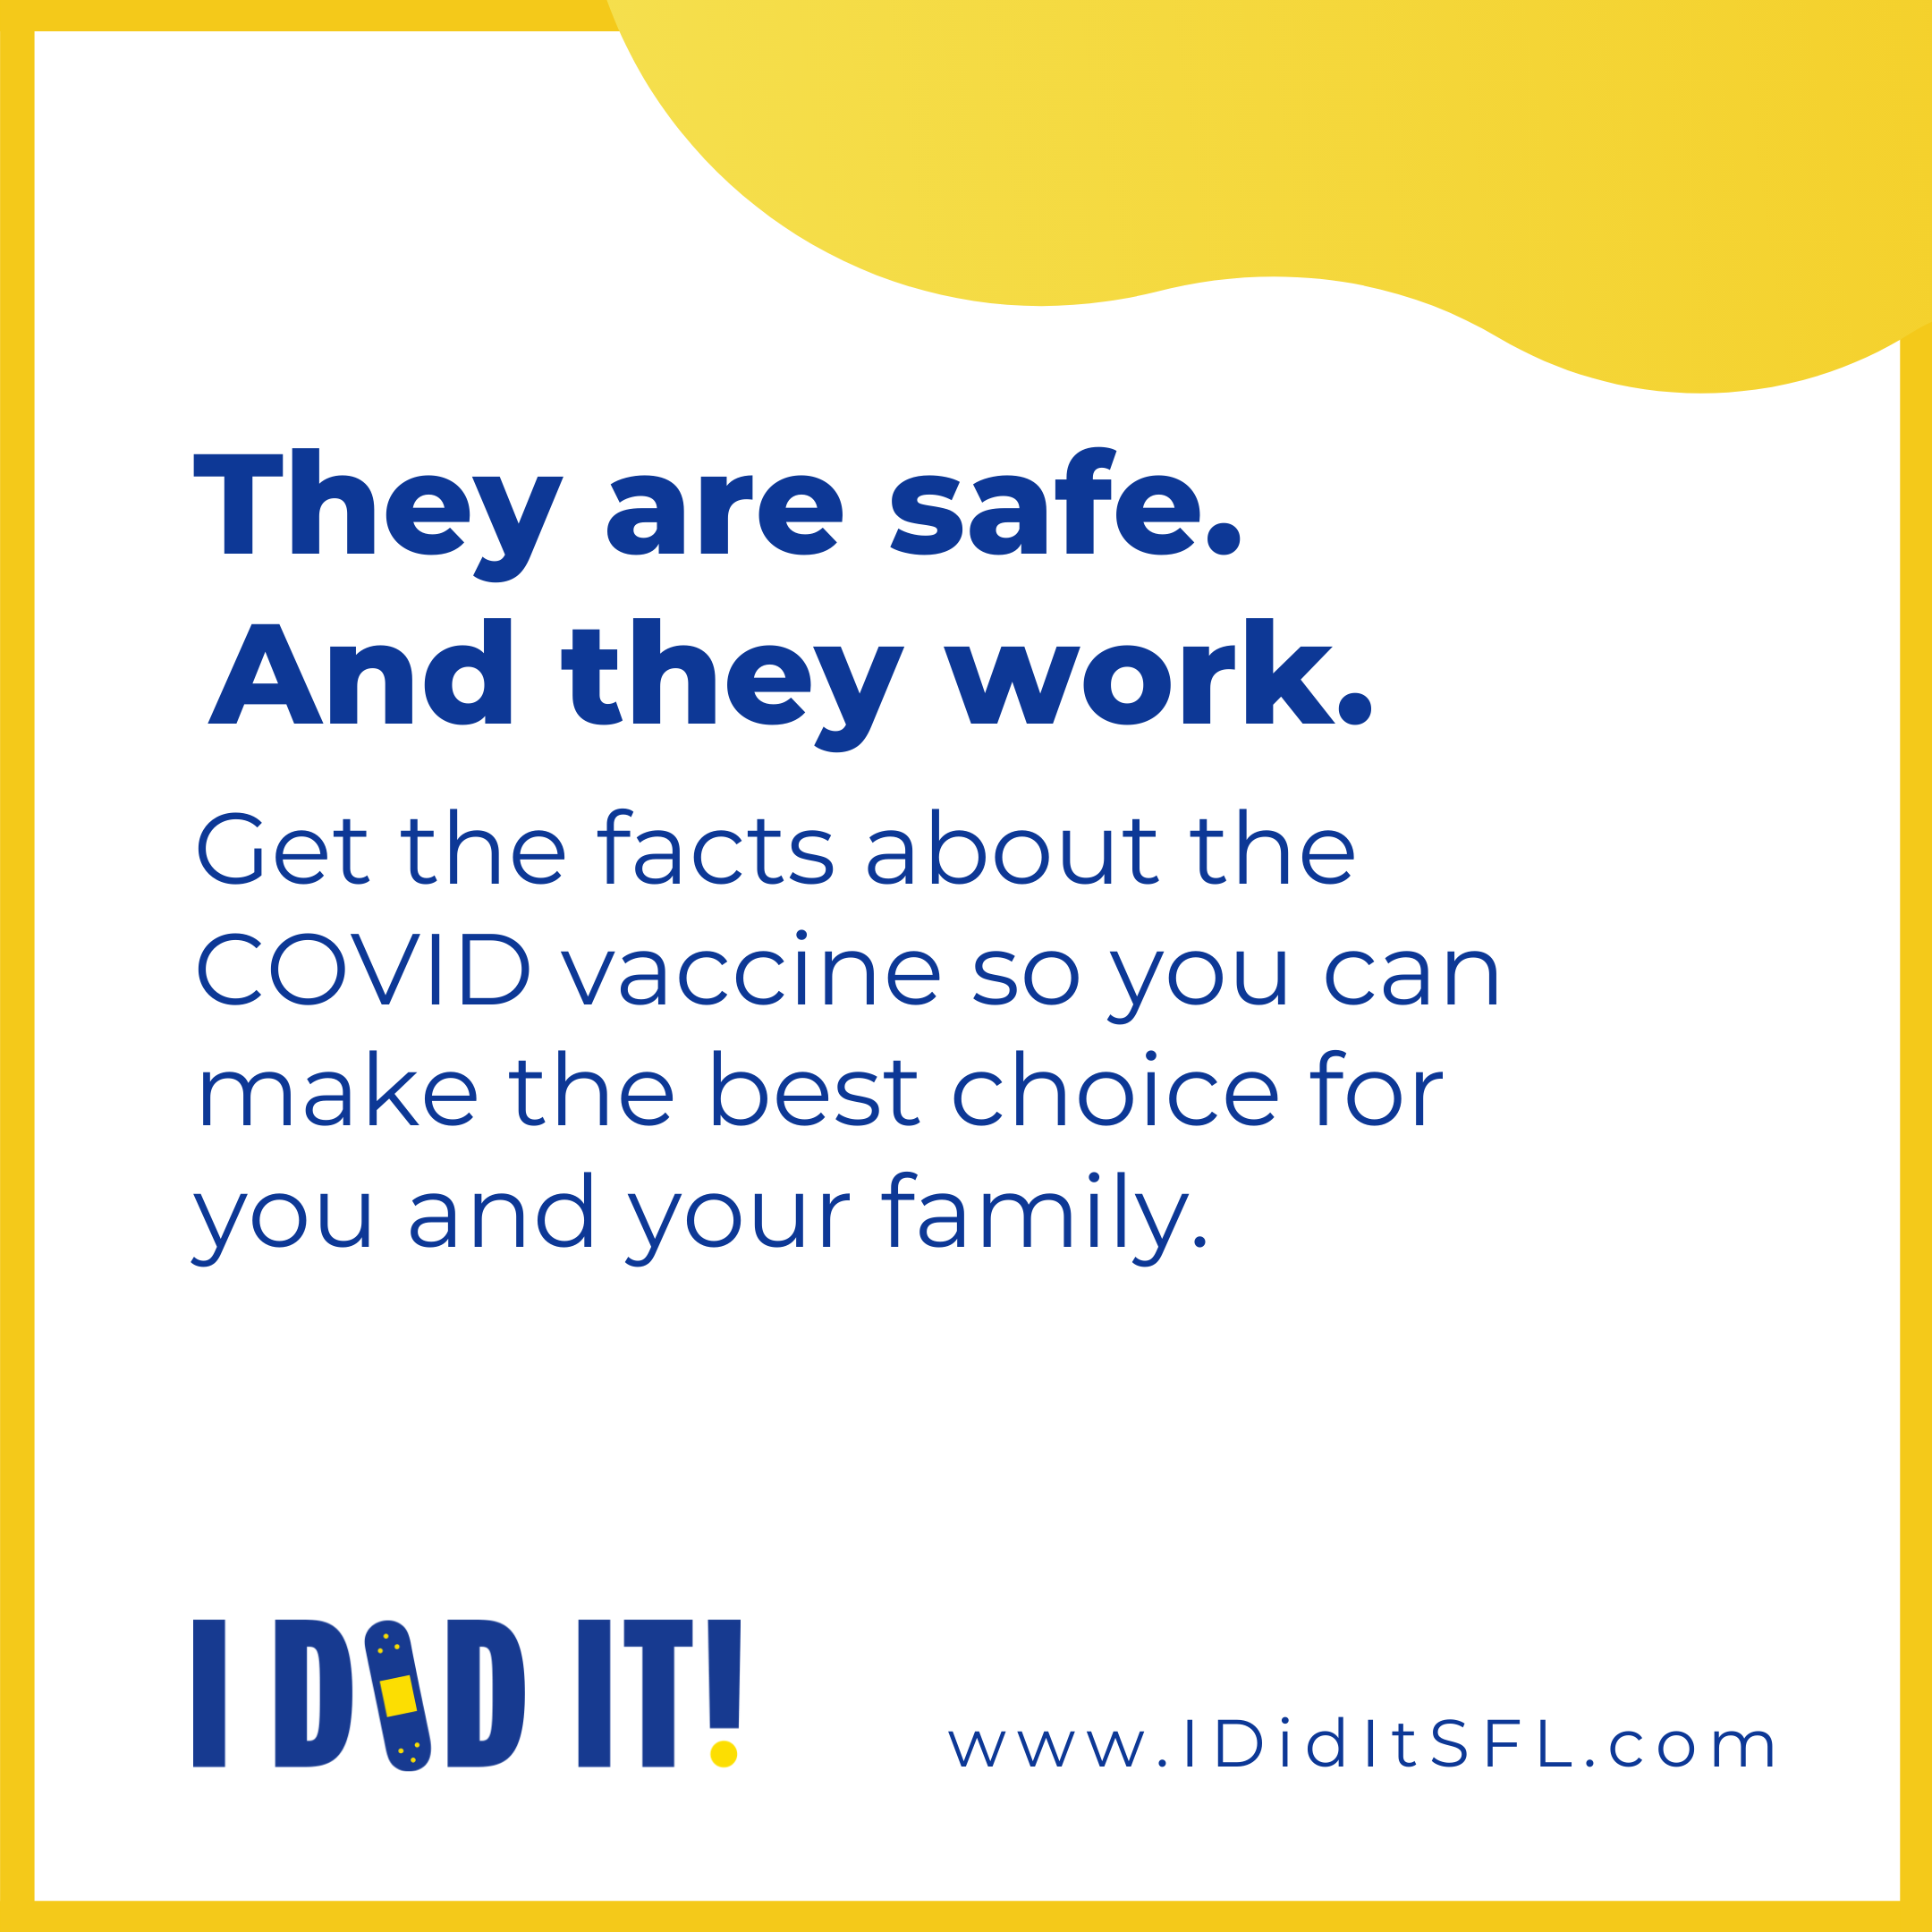 They are safe.
And they work.
Get the facts about the
COVID vaccine so you can
make the best choice for
you and your family.
I DID IT!
www.IDidItSFL.com